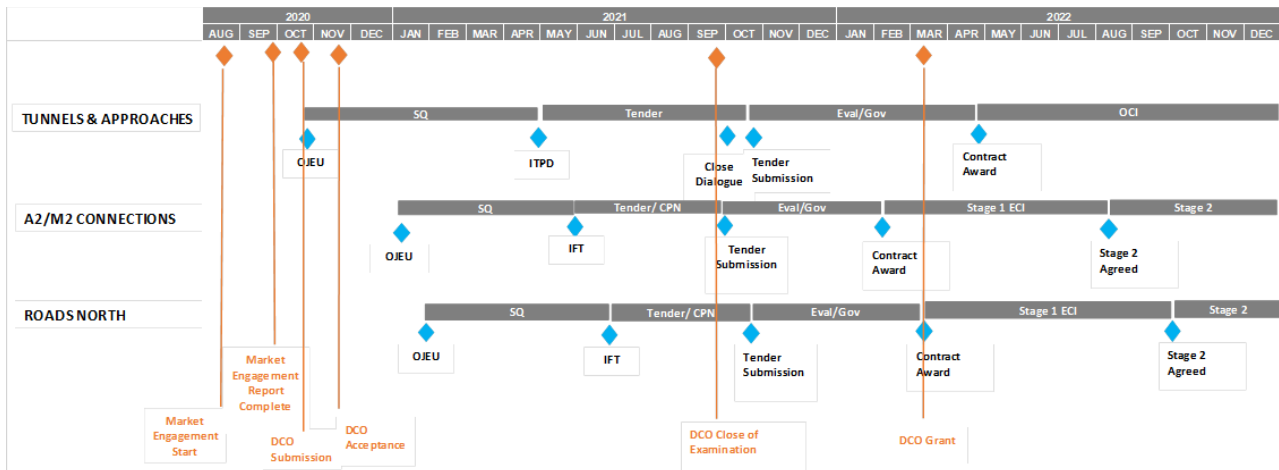 2020 2021 2022
AUG SEP OCT NOV DEC JAN FEB MAR APR MAY JUN JUL AUG SEP OCT NOV DEC JAN FEB MAR APR MAY JUN JUL AUG SEP OCT NOV DEC
SQ Tender Eval/Gov OCI
TUNNELS & APPROACHES
OJEU
ITPD
Close
Dialogue
Tender
Submission
Contract
Award
SQ Tender/ CPN Eval/Gov Stage 1 ECI Stage 2
A2/M2 CONNECTIONS
OJEU
IFT
Tender
Submission
Contract
Award
Stage 2
Agreed
SQ Tender/ CPN Eval/Gov Stage 1 ECI Stage 2
ROADS NORTH
OJEU
IFT
Tender
Submission
Contract
Award
Stage 2
Agreed
Market
Engagement
Report
Complete
Market
Engagement
Start
DCO
Submission
DCO
Acceptance
DCO Close of
Examination
DCO Grant